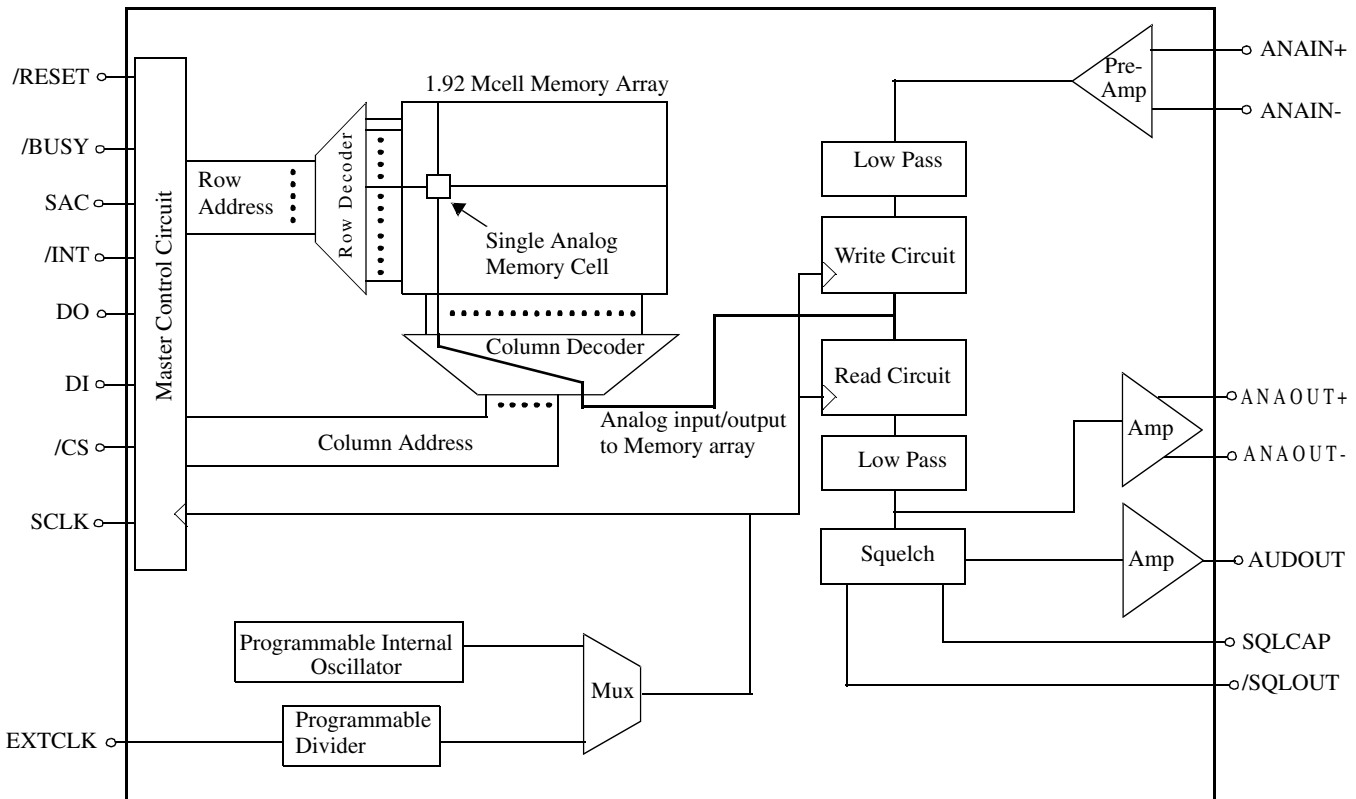 /RESET
/BUSY
SAC
/INT
DO
DI
/CS
SCLK
EXTCLK
Master Control Circuit
Row
Address
Row Decoder
1.92 Mcell Memory Array
Single Analog
Memory Cell
Column Decoder
Column Address
Analog input/output
to Memory array
Programmable Internal
Oscillator
Programmable
Divider
Mux
Pre-
Amp
Low Pass
Write Circuit
Read Circuit
Low Pass
Squelch
Amp
Amp
ANAIN+
ANAIN-
ANAOUT+
ANAOUT-
AUDOUT
SQLCAP
/SQLOUT